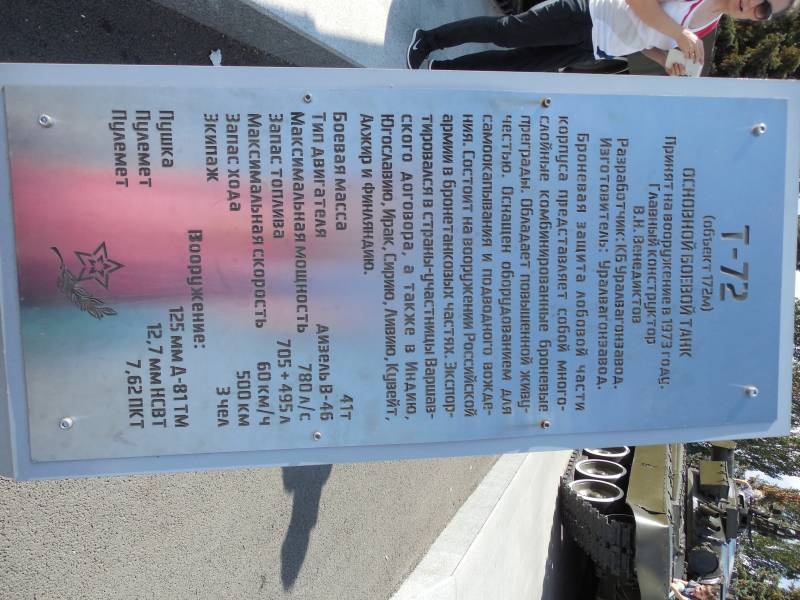 Т-72
(объект 172м)
ОСНОВНОЙ БОЕВОЙ ТАНК
Принят на вооружение в 1973 году.
Главный конструктор
В.Н. Венедиктов
Разработчик: КБ Уралвагонзавод.
Изготовитель: Уралвагонзавод.
Броневая защита лобовой части
корпуса представляет собой много-
слойные комбинированные броневые
преграды. Обладает повышенной живу-
честью. Оснащен оборудованием для
самоокапывания и подводного вожде-
ния. Состоит на вооружении Российской
армии в бронетанковых частях. Экспор-
тировался в страны-участницы Варшав-
ского договора, а также в Индию,
Югославию, Ирак, Сирию, Ливию, Кувейт,
Алжир и Финляндию.
Боевая масса 41 т
Тип двигателя дизель В-46
Максимальная мощность 780 л/с
Запас топлива 705 + 495 л
Максимальная скорость 60 км/ч
Запас хода 500 км
Экипаж 3 чел
Вооружение:
Пушка 125 мм Д-81 ТМ
Пулемет 12,7 мм НСВТ
Пулемет 7,62 ПКТ